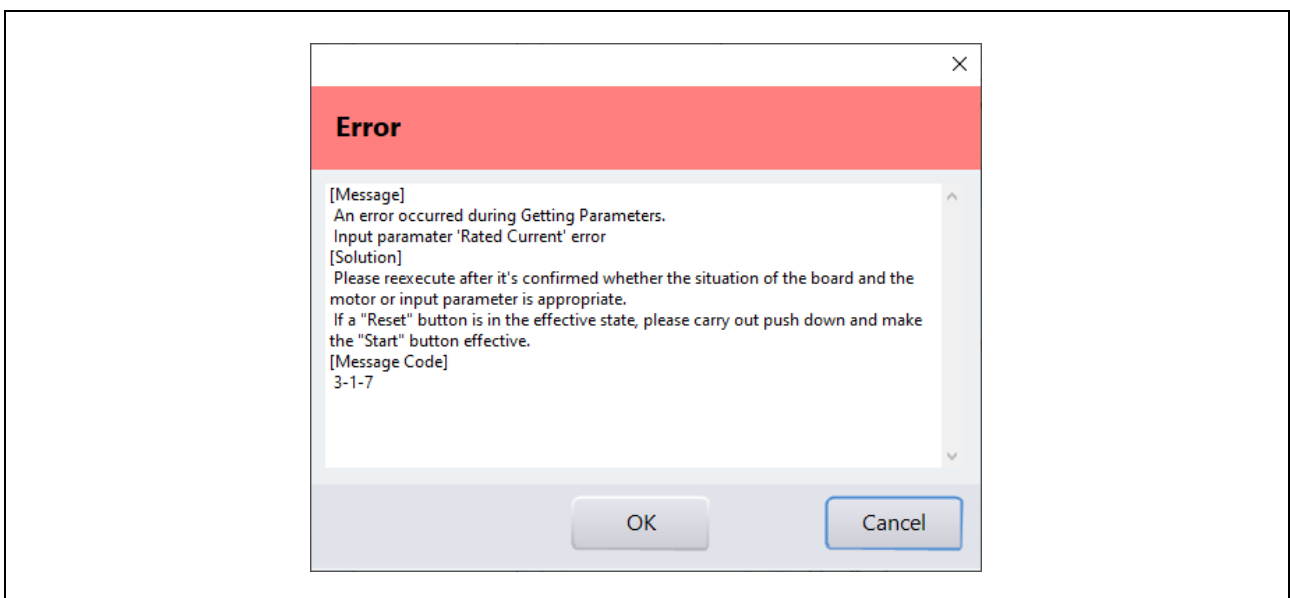 Error
[Message]
An error occurred during Getting Parameters.
Input paramater 'Rated Current' error
[Solution]
Please reexecute after it's confirmed whether the situation of the board and the
motor or input parameter is appropriate.
If a "Reset" button is in the effective state, please carry out push down and make
the "Start" button effective.
[Message Code]
3-1-7
OK
Cancel